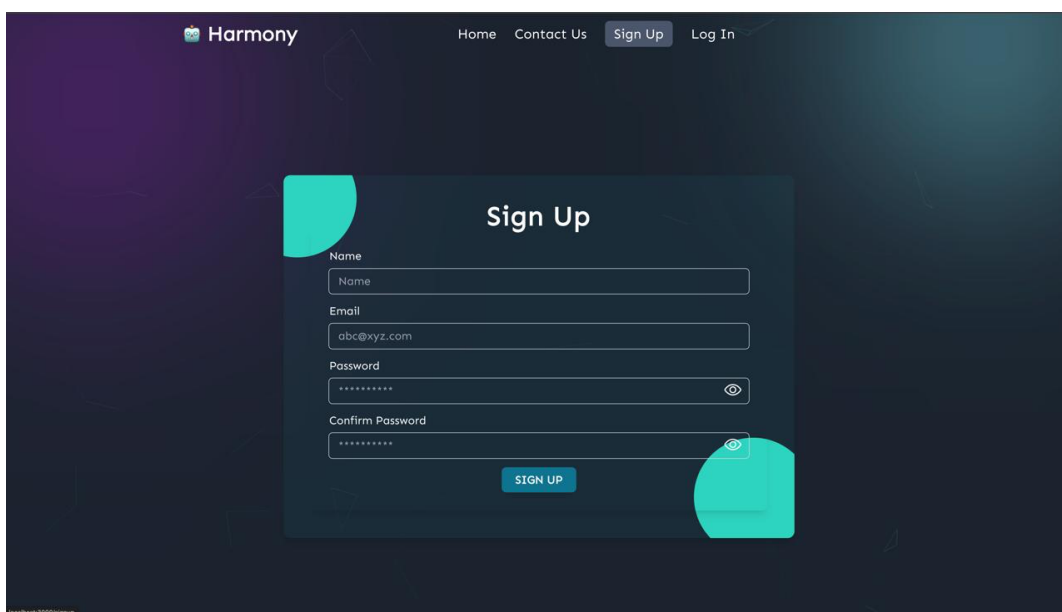 Harmony
Home Contact Us Sign Up Log In
Sign Up
Name
Name
Email
abc@xyz.com
Password
**********
Confirm Password
**********
SIGN UP